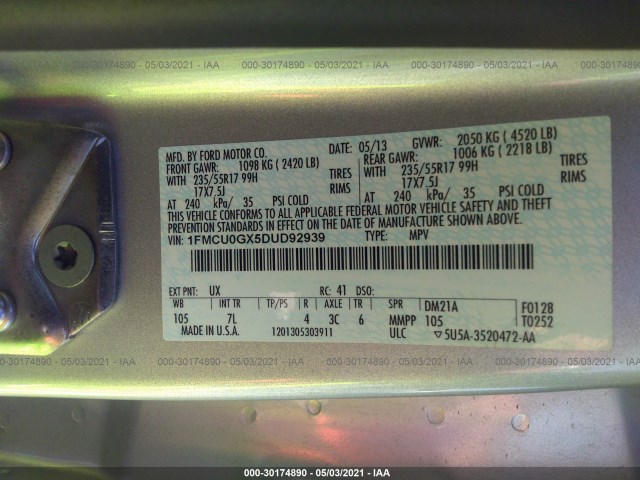 000-30174890 - 05/03/2021 - IAA
000-30174890 - 05/03/2021 - IAA
MFD. BY FORD MOTOR CO.
DATE: 05/13 GVWR: 2050 KG ( 4520 LB)
FRONT GAWR: 1098 KG ( 2420 LB)
REAR GAWR: 1006 KG ( 2218 LB)
WITH 235/55R17 99H TIRES
WITH 235/55R17 99H TIRES
17X7.5J RIMS
17X7.5J RIMS
AT 240 kPa/ 35 PSI COLD
AT 240 kPa/ 35 PSI COLD
THIS VEHICLE CONFORMS TO ALL APPLICABLE FEDERAL MOTOR VEHICLE SAFETY AND THEFT
PREVENTION STANDARDS IN EFFECT ON THE DATE OF MANUFACTURE SHOWN ABOVE.
VIN: 1FMCU0GX5DUD92939 TYPE: MPV
EXT PNT: UX RC: 41 DSO:
WB INT TR TP/PS R AXLE TR SPR DM21A F0128
105 7L 4 3C 6 MMPP 105 T0252
MADE IN U.S.A. 1201305303911 ULC 5U5A-3520472-AA
000-30174890 - 05/03/2021 - IAA
000-30174890 - 05/03/2021 - IAA
000-30174890 - 05/03/2021 - IAA